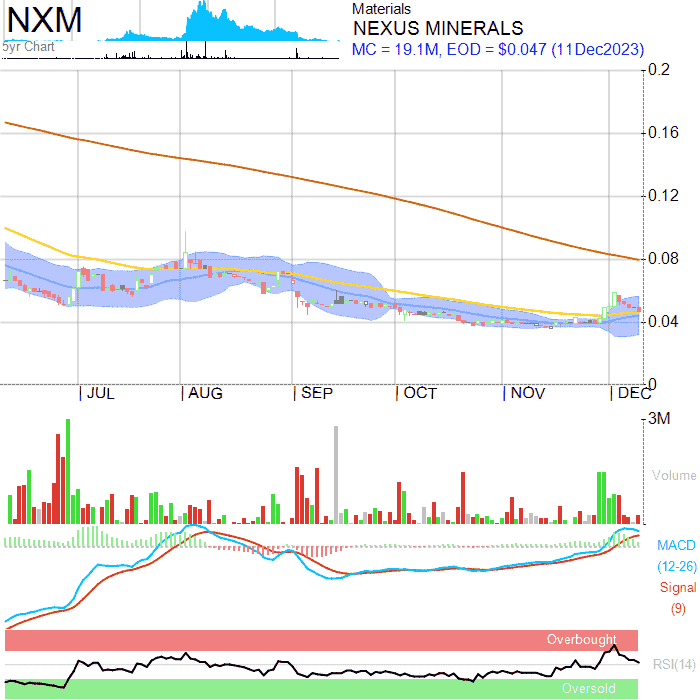 NXM
5yr Chart
Materials
NEXUS MINERALS
MC = 19.1M, EOD = $0.047 (11Dec2023)
0.2
0.16
0.12
0.08
0.04
0
JUL AUG SEP OCT NOV DEC
3M
Volume
MACD
(12-26)
Signal
(9)
Overbought
RSI(14)
Oversold